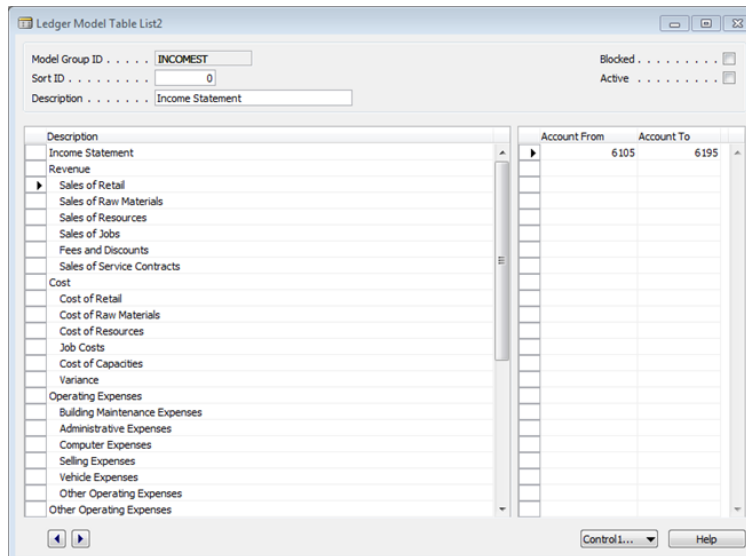 Ledger Model Table List2
Model Group ID . . . . . INCOMEST
Blocked . . . . . . . . .
Sort ID . . . . . . . . . 0
Active . . . . . . . . .
Description . . . . . . . Income Statement
Description
Account From Account To
Income Statement
6105 6195
Revenue
Sales of Retail
Sales of Raw Materials
Sales of Resources
Sales of Jobs
Fees and Discounts
Sales of Service Contracts
Cost
Cost of Retail
Cost of Raw Materials
Cost of Resources
Job Costs
Cost of Capacities
Variance
Operating Expenses
Building Maintenance Expenses
Administrative Expenses
Computer Expenses
Selling Expenses
Vehicle Expenses
Other Operating Expenses
Other Operating Expenses
Control1... Help